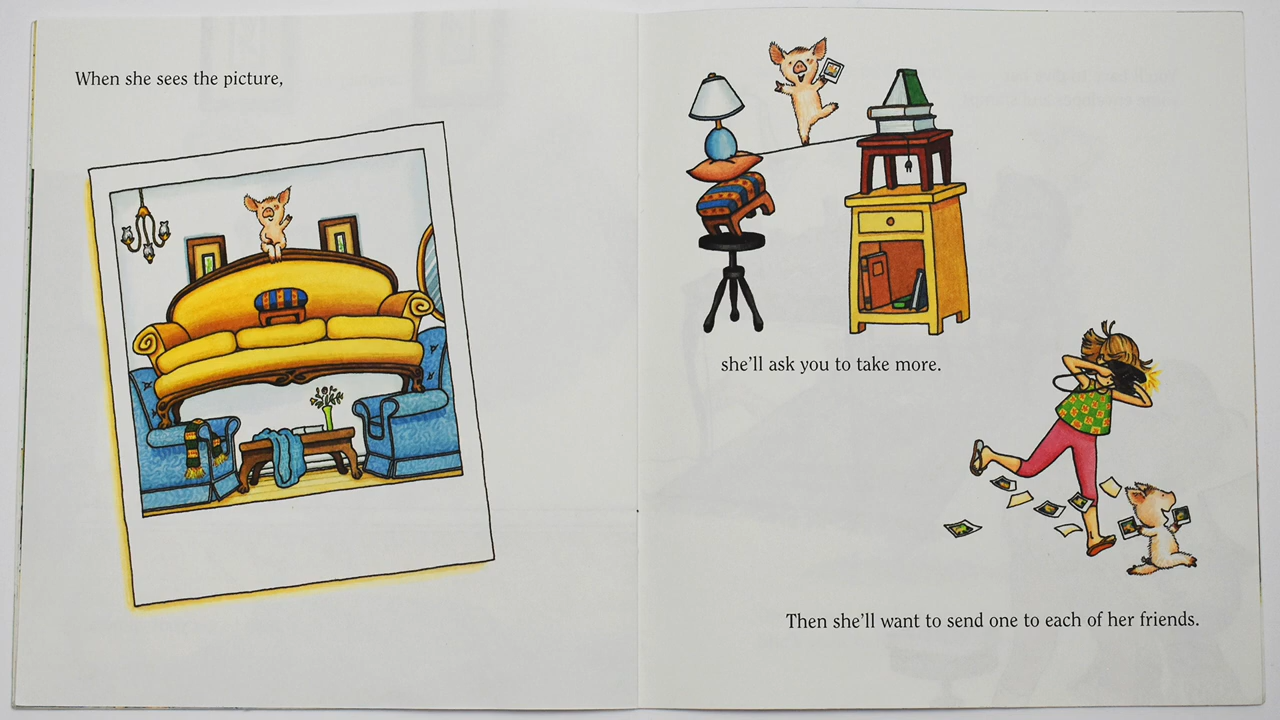 When she sees the picture,
she'll ask you to take more.
Then she'll want to send one to each of her friends.